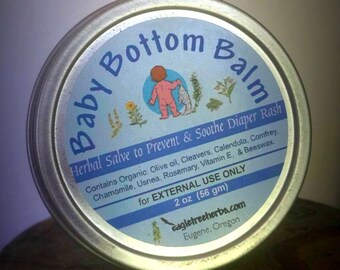 Baby Bottom Balm
Herbal Salve to Prevent & Soothe Diaper Rash
Contains Organic: Olive oil, Cleavers, Calendula, Comfrey,
Chamomile, Usnea, Rosemary, Vitamin E, & Beeswax.
for EXTERNAL USE ONLY
2 oz (56 gm)
eagletreeherbs.com
Eugene, Oregon